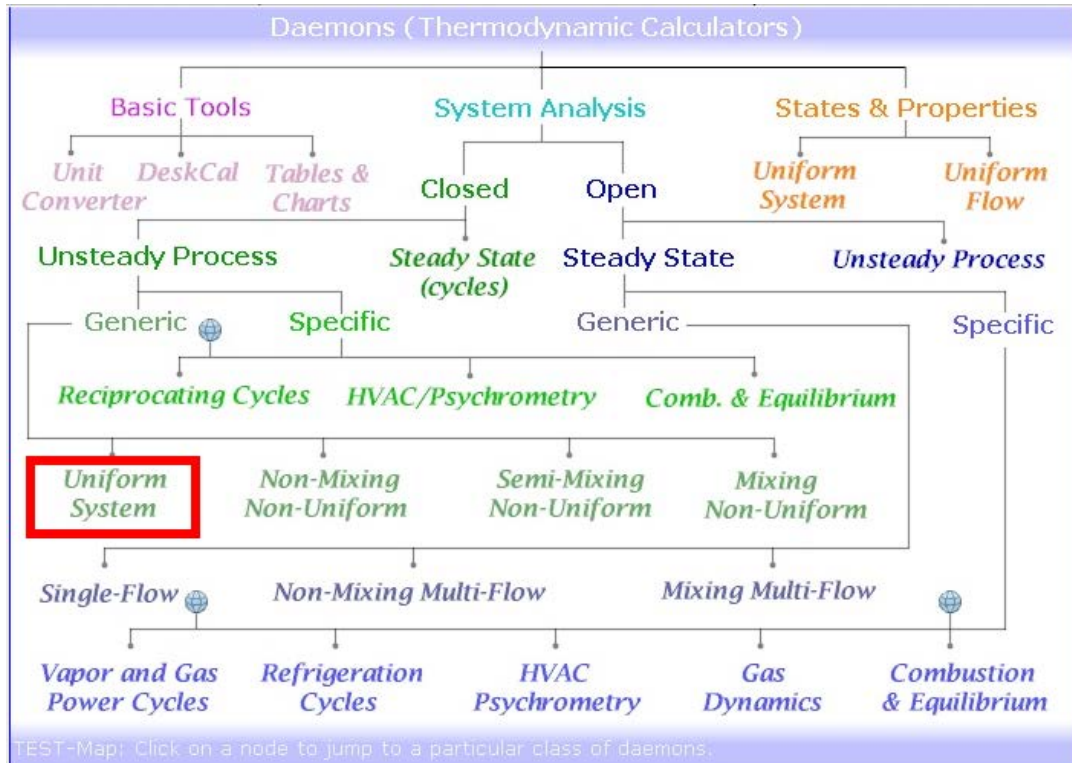 Daemons (Thermodynamic Calculators)
Basic Tools
System Analysis
States & Properties
Unit
Converter
DeskCal
Tables &
Charts
Closed
Open
Uniform
System
Uniform
Flow
Unsteady Process
Steady State
(cycles)
Steady State
Unsteady Process
Generic
Specific
Generic
Specific
Reciprocating Cycles
HVAC/Psychrometry
Comb. & Equilibrium
Uniform
System
Non-Mixing
Non-Uniform
Semi-Mixing
Non-Uniform
Mixing
Non-Uniform
Single-Flow
Non-Mixing Multi-Flow
Mixing Multi-Flow
Vapor and Gas
Power Cycles
Refrigeration
Cycles
HVAC
Psychrometry
Gas
Dynamics
Combustion
& Equilibrium
TEST-Map: Click on a node to jump to a particular class of daemons.